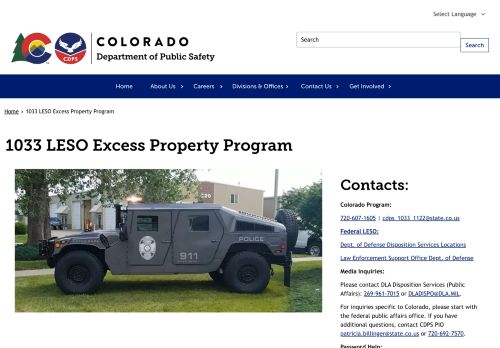 Select Language
COLORADO
Department of Public Safety
CDPS
Search
Search
Home
About Us
Careers
Divisions & Offices
Contact Us
Get Involved
Home › 1033 LESO Excess Property Program
1033 LESO Excess Property Program
POLICE
911
Contacts:
Colorado Program:
720-607-1605 | cdps_1033_1122@state.co.us
Federal LESO:
Dept. of Defense Disposition Services Locations
Law Enforcement Support Office Dept. of Defense
Media Inquiries:
Please contact DLA Disposition Services (Public
Affairs): 269-961-7015 or DLADISPO@DLA.MIL.
For inquiries specific to Colorado, please start with
the federal public affairs office. If you have
additional questions, contact CDPS PIO
patricia.billinger@state.co.us or 720-692-7570.
Password Help: